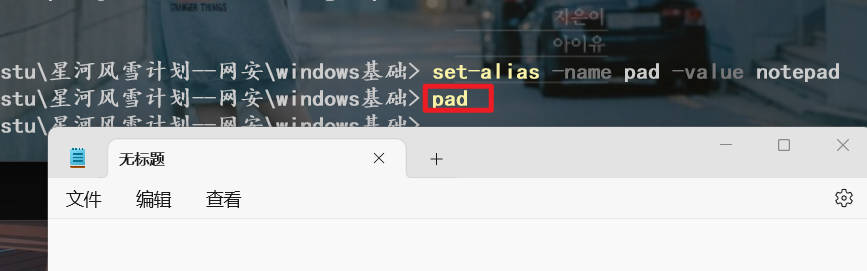 STRANGER THINGS
지은이
아이유
stu\星河风雪计划--网安\windows基础> set-alias -name pad -value notepad
stu\星河风雪计划--网安\windows基础> pad
stu\星河风雪计划--网安\windows基础>
无标题
文件 编辑 查看